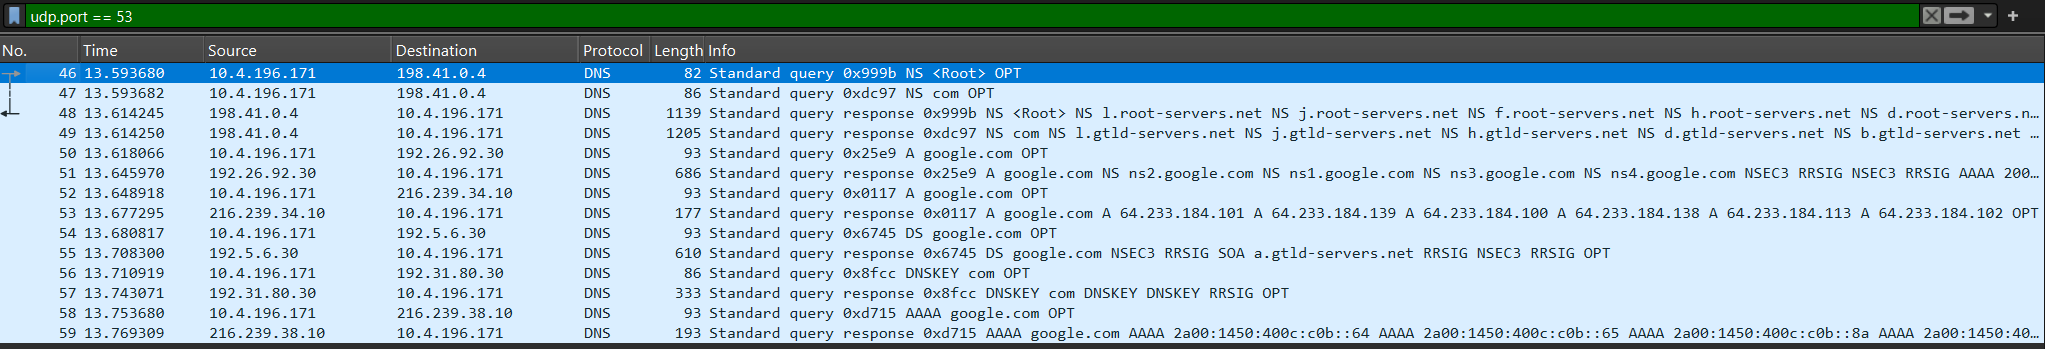 udp.port == 53
No. Time Source Destination Protocol Length Info
46 13.593680 10.4.196.171 198.41.0.4 DNS 82 Standard query 0x999b NS <Root> OPT
47 13.593682 10.4.196.171 198.41.0.4 DNS 86 Standard query 0xdc97 NS com OPT
48 13.614245 198.41.0.4 10.4.196.171 DNS 1139 Standard query response 0x999b NS <Root> NS l.root-servers.net NS j.root-servers.net NS f.root-servers.net NS h.root-servers.net NS d.root-servers.n…
49 13.614250 198.41.0.4 10.4.196.171 DNS 1205 Standard query response 0xdc97 NS com NS l.gtld-servers.net NS j.gtld-servers.net NS h.gtld-servers.net NS d.gtld-servers.net NS b.gtld-servers.net …
50 13.618066 10.4.196.171 192.26.92.30 DNS 93 Standard query 0x25e9 A google.com OPT
51 13.645970 192.26.92.30 10.4.196.171 DNS 686 Standard query response 0x25e9 A google.com NS ns2.google.com NS ns1.google.com NS ns3.google.com NS ns4.google.com NSEC3 RRSIG NSEC3 RRSIG AAAA 200…
52 13.648918 10.4.196.171 216.239.34.10 DNS 93 Standard query 0x0117 A google.com OPT
53 13.677295 216.239.34.10 10.4.196.171 DNS 177 Standard query response 0x0117 A google.com A 64.233.184.101 A 64.233.184.139 A 64.233.184.100 A 64.233.184.138 A 64.233.184.113 A 64.233.184.102 OPT
54 13.680817 10.4.196.171 192.5.6.30 DNS 93 Standard query 0x6745 DS google.com OPT
55 13.708300 192.5.6.30 10.4.196.171 DNS 610 Standard query response 0x6745 DS google.com NSEC3 RRSIG SOA a.gtld-servers.net RRSIG NSEC3 RRSIG OPT
56 13.710919 10.4.196.171 192.31.80.30 DNS 86 Standard query 0x8fcc DNSKEY com OPT
57 13.743071 192.31.80.30 10.4.196.171 DNS 333 Standard query response 0x8fcc DNSKEY com DNSKEY DNSKEY RRSIG OPT
58 13.753680 10.4.196.171 216.239.38.10 DNS 93 Standard query 0xd715 AAAA google.com OPT
59 13.769309 216.239.38.10 10.4.196.171 DNS 193 Standard query response 0xd715 AAAA google.com AAAA 2a00:1450:400c:c0b::64 AAAA 2a00:1450:400c:c0b::65 AAAA 2a00:1450:400c:c0b::8a AAAA 2a00:1450:40…